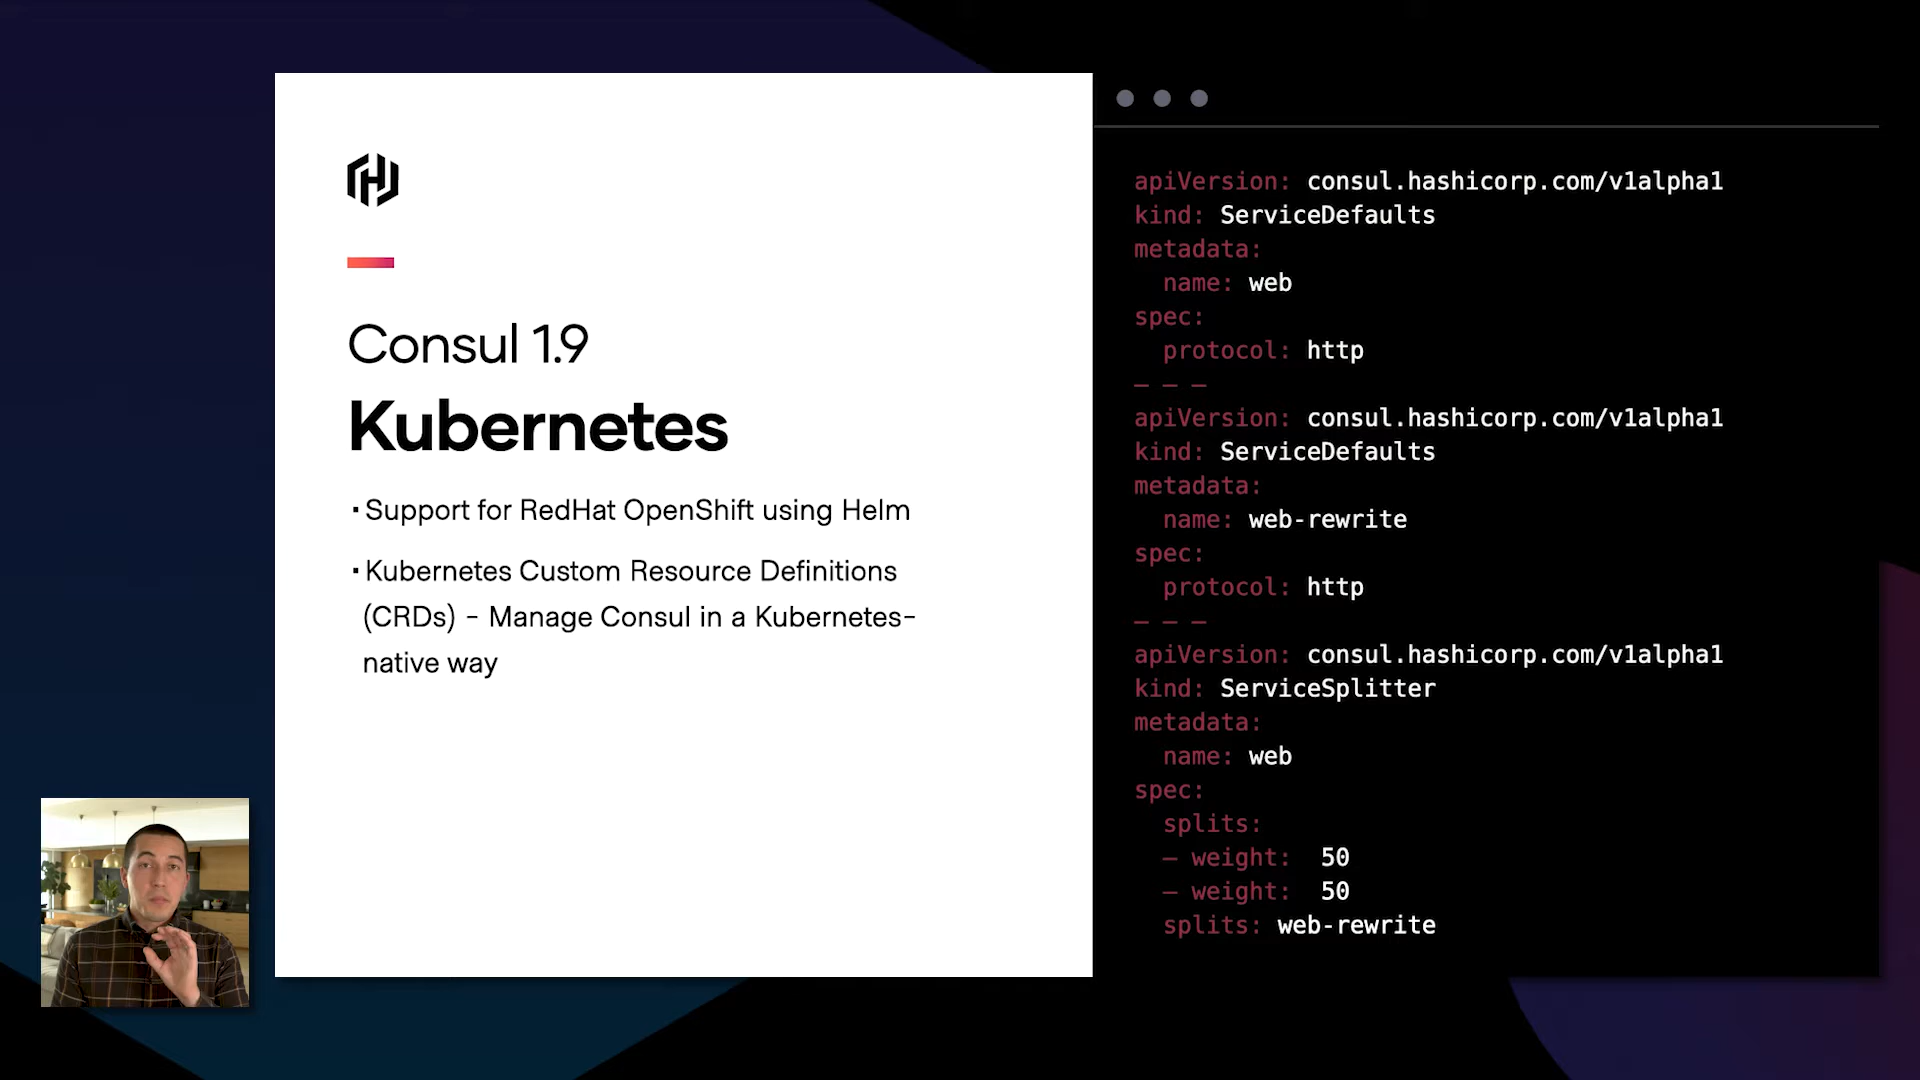 Consul 1.9
Kubernetes
▪ Support for RedHat OpenShift using Helm
▪ Kubernetes Custom Resource Definitions
(CRDs) - Manage Consul in a Kubernetes-
native way
apiVersion: consul.hashicorp.com/v1alpha1
kind: ServiceDefaults
metadata:
  name: web
spec:
  protocol: http
– – –
apiVersion: consul.hashicorp.com/v1alpha1
kind: ServiceDefaults
metadata:
  name: web-rewrite
spec:
  protocol: http
– – –
apiVersion: consul.hashicorp.com/v1alpha1
kind: ServiceSplitter
metadata:
  name: web
spec:
  splits:
  – weight:  50
  – weight:  50
  splits: web-rewrite